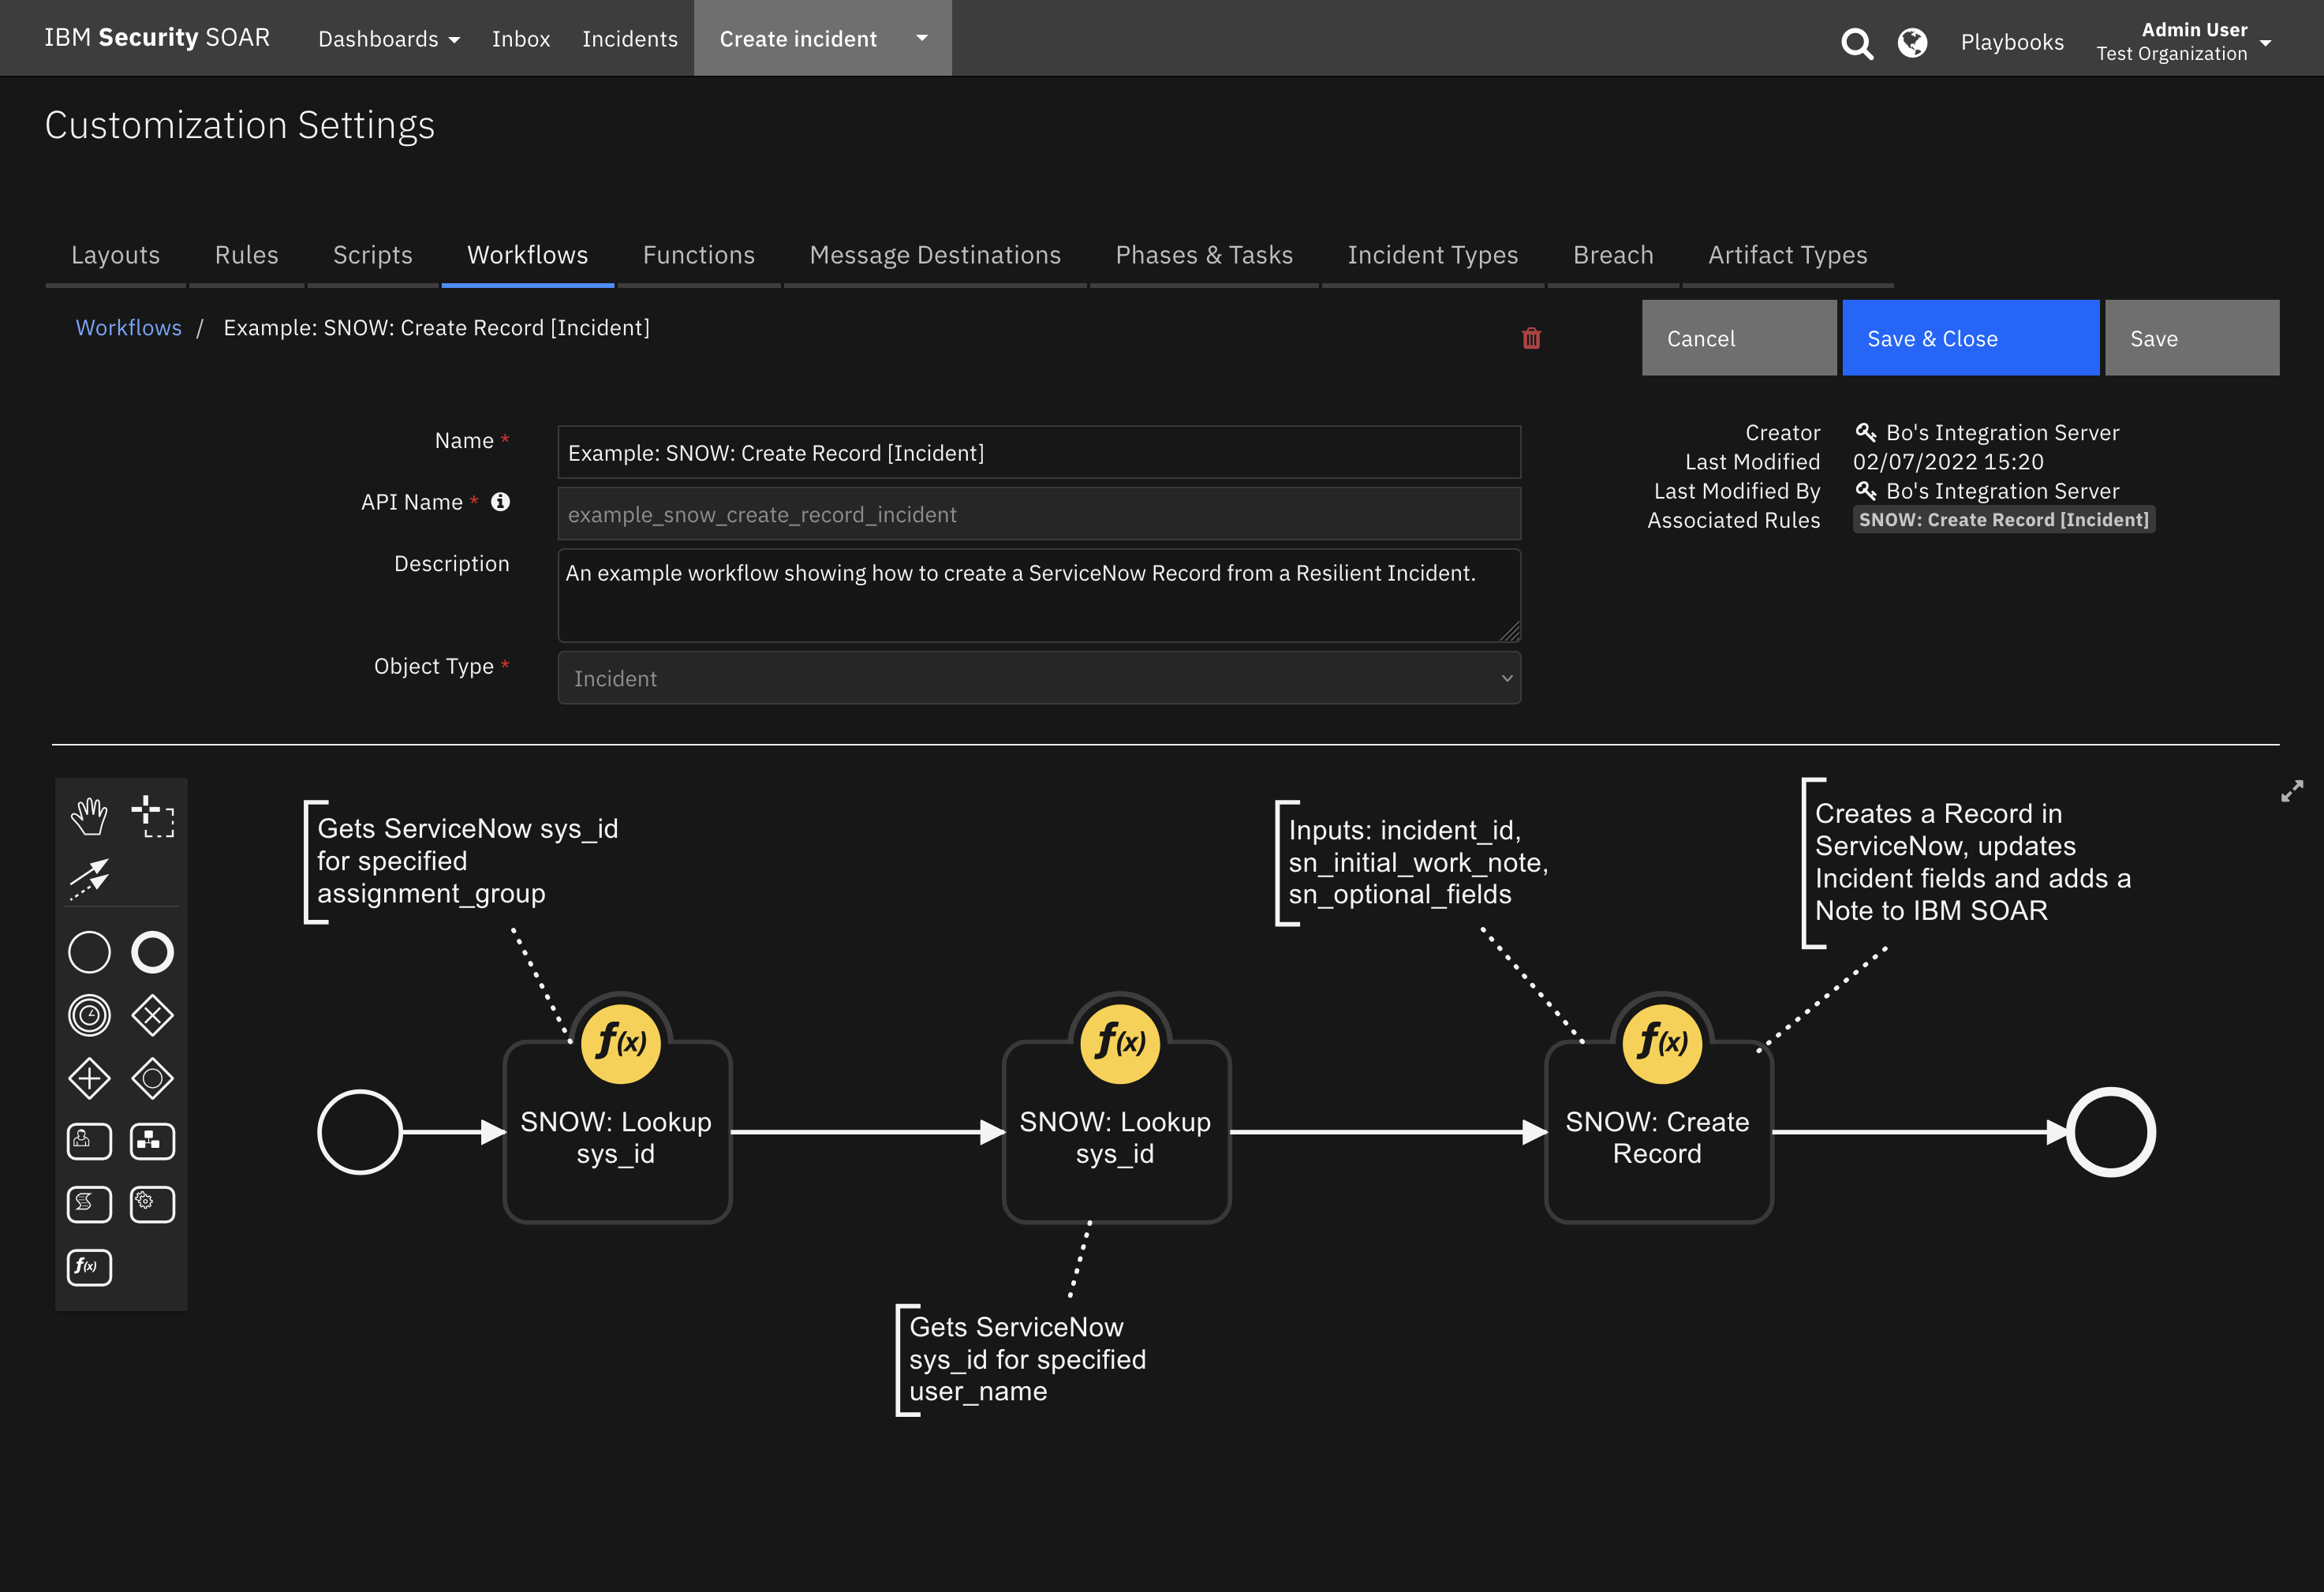 IBM Security SOAR Dashboards Inbox Incidents Create incident Playbooks Admin User
Test Organization
Customization Settings
Layouts Rules Scripts Workflows Functions Message Destinations Phases & Tasks Incident Types Breach Artifact Types
Workflows / Example: SNOW: Create Record [Incident]
Cancel Save & Close Save
Name * Example: SNOW: Create Record [Incident]
API Name * example_snow_create_record_incident
Description An example workflow showing how to create a ServiceNow Record from a Resilient Incident.
Object Type * Incident
Creator Bo's Integration Server
Last Modified 02/07/2022 15:20
Last Modified By Bo's Integration Server
Associated Rules SNOW: Create Record [Incident]
Gets ServiceNow sys_id
for specified
assignment_group
Inputs: incident_id,
sn_initial_work_note,
sn_optional_fields
Creates a Record in
ServiceNow, updates
Incident fields and adds a
Note to IBM SOAR
f(x)
SNOW: Lookup
sys_id
f(x)
SNOW: Lookup
sys_id
f(x)
SNOW: Create
Record
f(x)
Gets ServiceNow
sys_id for specified
user_name